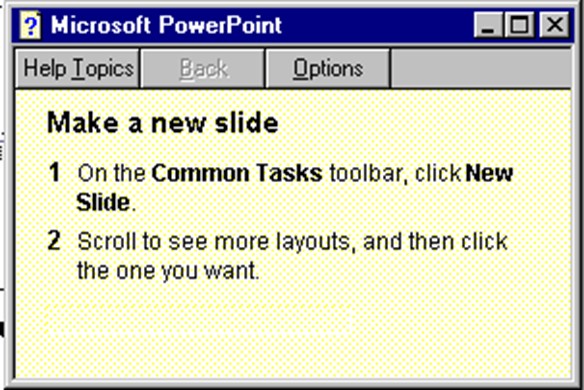 Microsoft PowerPoint
Help Topics Back Options
Make a new slide
1 On the Common Tasks toolbar, click New
Slide.
2 Scroll to see more layouts, and then click
the one you want.